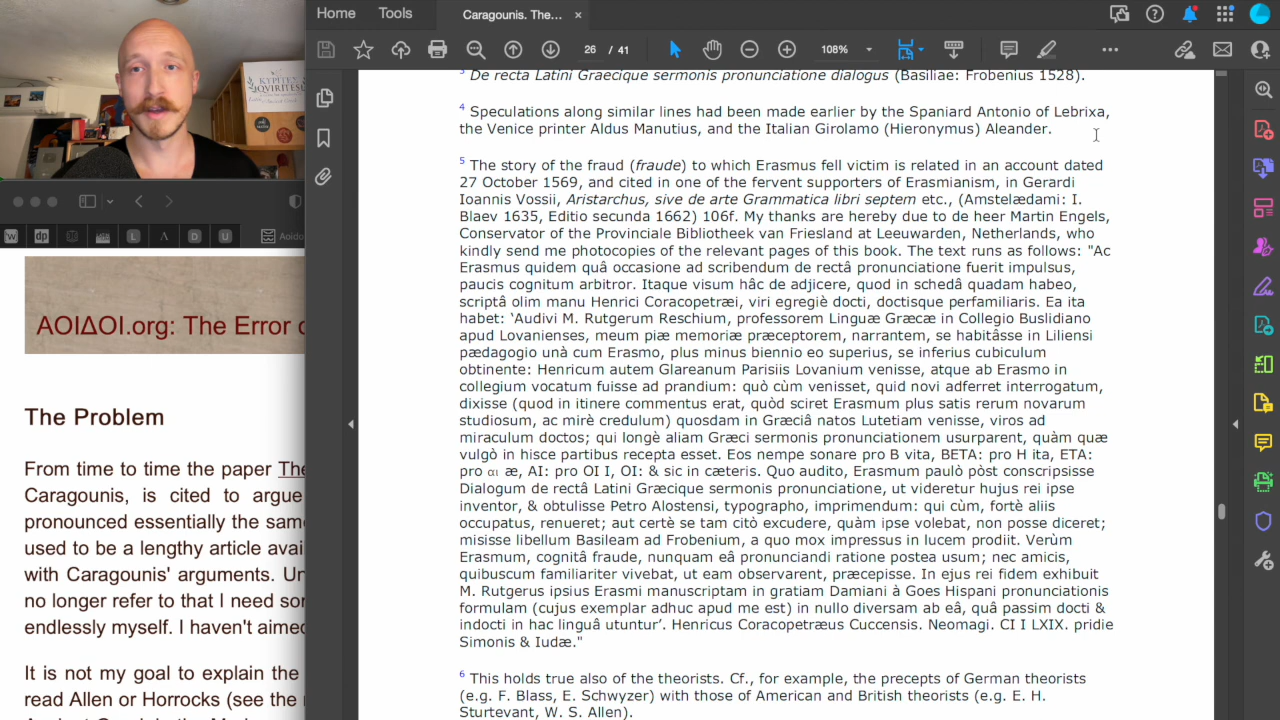 Home Tools Caragounis. The... ×
26 / 41 108%
ΚΥΡΙΤΕΣ
QVIRITES
³ De recta Latini Graecique sermonis pronunciatione dialogus (Basiliae: Frobenius 1528).
⁴ Speculations along similar lines had been made earlier by the Spaniard Antonio of Lebrixa,
the Venice printer Aldus Manutius, and the Italian Girolamo (Hieronymus) Aleander.
⁵ The story of the fraud (fraude) to which Erasmus fell victim is related in an account dated
27 October 1569, and cited in one of the fervent supporters of Erasmianism, in Gerardi
Ioannis Vossii, Aristarchus, sive de arte Grammatica libri septem etc., (Amstelædami: I.
Blaev 1635, Editio secunda 1662) 106f. My thanks are hereby due to de heer Martin Engels,
Conservator of the Provinciale Bibliotheek van Friesland at Leeuwarden, Netherlands, who
kindly send me photocopies of the relevant pages of this book. The text runs as follows: "Ac
Erasmus quidem quâ occasione ad scribendum de rectâ pronunciatione fuerit impulsus,
paucis cognitum arbitror. Itaque visum hâc de adjicere, quod in schedâ quadam habeo,
scriptâ olim manu Henrici Coracopetræi, viri egregiè docti, doctisque perfamiliaris. Ea ita
habet: ‘Audivi M. Rutgerum Reschium, professorem Linguæ Græcæ in Collegio Buslidiano
apud Lovanienses, meum piæ memoriæ præceptorem, narrantem, se habitâsse in Liliensi
pædagogio unà cum Erasmo, plus minus biennio eo superius, se inferius cubiculum
obtinente: Henricum autem Glareanum Parisiis Lovanium venisse, atque ab Erasmo in
collegium vocatum fuisse ad prandium: quò cùm venisset, quid novi adferret interrogatum,
dixisse (quod in itinere commentus erat, quòd sciret Erasmum plus satis rerum novarum
studiosum, ac mirè credulum) quosdam in Græciâ natos Lutetiam venisse, viros ad
miraculum doctos; qui longè aliam Græci sermonis pronunciationem usurparent, quàm quæ
vulgò in hisce partibus recepta esset. Eos nempe sonare pro B vita, BETA: pro H ita, ETA:
pro αι æ, AI: pro OI I, OI: & sic in cæteris. Quo audito, Erasmum paulò pòst conscripsisse
Dialogum de rectâ Latini Græcique sermonis pronunciatione, ut videretur hujus rei ipse
inventor, & obtulisse Petro Alostensi, typographo, imprimendum: qui cùm, fortè aliis
occupatus, renueret; aut certè se tam citò excudere, quàm ipse volebat, non posse diceret;
misisse libellum Basileam ad Frobenium, a quo mox impressus in lucem prodiit. Verùm
Erasmum, cognitâ fraude, nunquam eâ pronunciandi ratione postea usum; nec amicis,
quibuscum familiariter vivebat, ut eam observarent, præcepisse. In ejus rei fidem exhibuit
M. Rutgerus ipsius Erasmi manuscriptam in gratiam Damiani à Goes Hispani pronunciationis
formulam (cujus exemplar adhuc apud me est) in nullo diversam ab eâ, quâ passim docti &
indocti in hac linguâ utuntur’. Henricus Coracopetræus Cuccensis. Neomagi. CI I LXIX. pridie
Simonis & Iudæ."
⁶ This holds true also of the theorists. Cf., for example, the precepts of German theorists
(e.g. F. Blass, E. Schwyzer) with those of American and British theorists (e.g. E. H.
Sturtevant, W. S. Allen).
W dp L Λ D U Aoido
ΑΟΙΔΟΙ.org: The Error o
The Problem
From time to time the paper The
Caragounis, is cited to argue
pronounced essentially the sam
used to be a lengthy article avai
with Caragounis' arguments. Un
no longer refer to that I need son
endlessly myself. I haven't aimed
It is not my goal to explain the
read Allen or Horrocks (see the